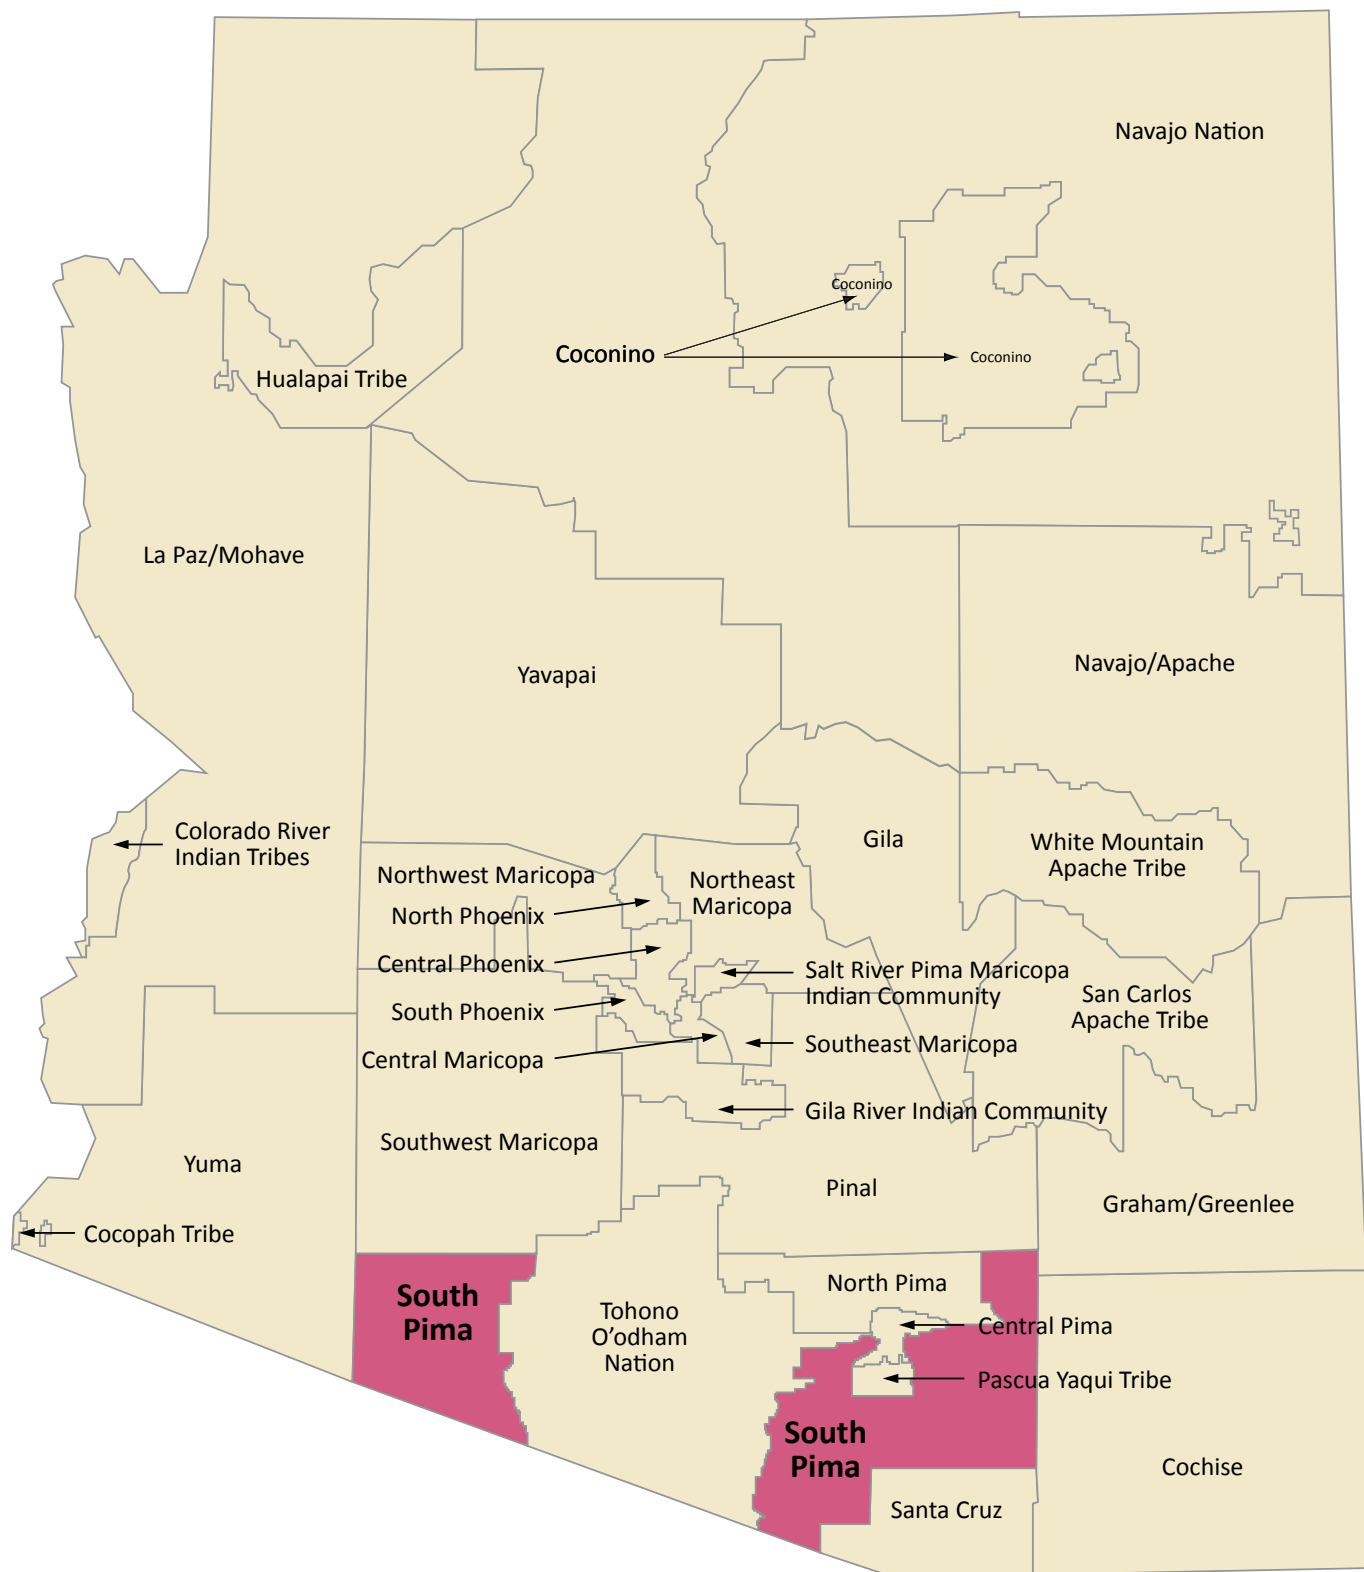 Navajo Nation
Coconino
Coconino
Coconino
Hualapai Tribe
La Paz/Mohave
Yavapai
Navajo/Apache
Colorado River
Indian Tribes
Gila
White Mountain
Apache Tribe
Northwest Maricopa
Northeast
Maricopa
North Phoenix
Central Phoenix
Salt River Pima Maricopa
Indian Community
San Carlos
Apache Tribe
South Phoenix
Southeast Maricopa
Central Maricopa
Gila River Indian Community
Southwest Maricopa
Yuma
Pinal
Graham/Greenlee
Cocopah Tribe
South
Pima
North Pima
Tohono
O'odham
Nation
Central Pima
Pascua Yaqui Tribe
South
Pima
Cochise
Santa Cruz